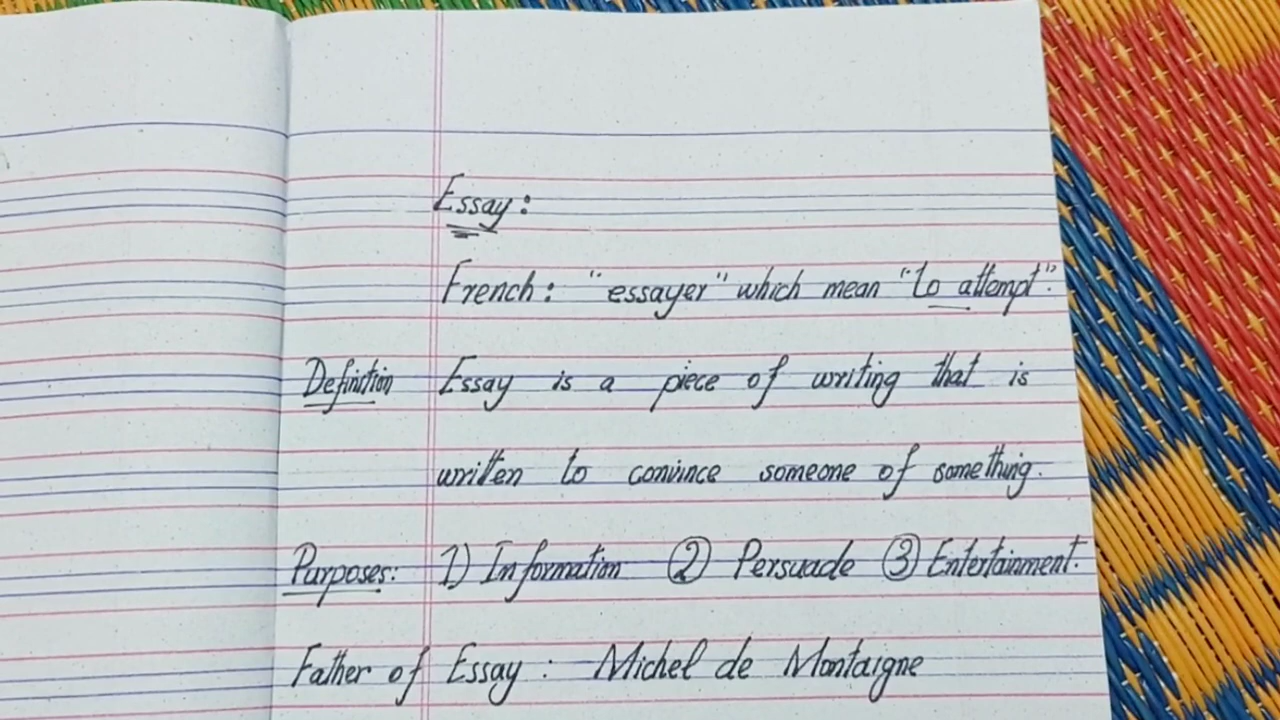 Essay:
French: "essayer" which mean "to attempt".
Definition Essay is a piece of writing that is
written to convince someone of something.
Purposes: 1) Information ② Persuade ③ Entertainment.
Father of Essay : Michel de Montaigne